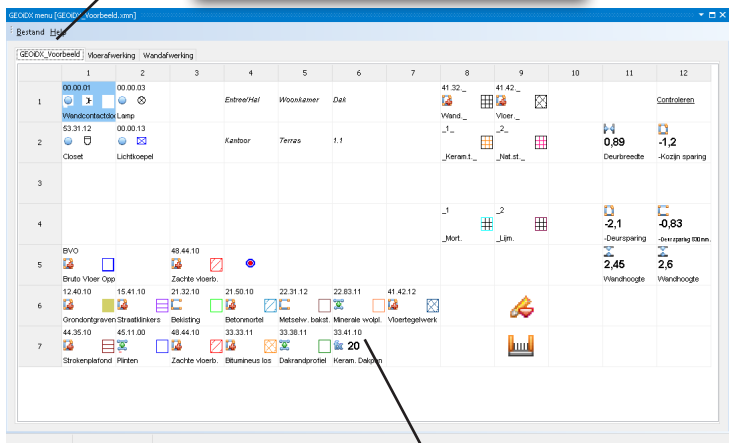 GEOiDX menu [GEOiDX_Voorbeeld.xmn]
Bestand Help
GEOiDX_Voorbeeld Vloerafwerking Wandafwerking
1 2 3 4 5 6 7 8 9 10 11 12
00.00.01 00.00.03 41.32._ 41.42._
1 Entree/Hal Woonkamer Dak Controleren
Wandcontactdo Lamp Wand._ Vloer._
53.31.12 00.00.13 _1_ _2_
2 Kantoor Terras 1.1 0,89 -1,2
Closet Lichtkoepel _Keram.t._ _Nat.st._ Deurbreedte -Kozijn sparing
3
_1 _2
4 -2,1 -0,83
_Mort. _Lijm. -Deursparing -Deursparing 830mm.
BVO 48.44.10
5 2,45 2,6
Bruto Vloer Opp Zachte vloerb. Wandhoogte Wandhoogte
12.40.10 15.41.10 21.32.10 21.50.10 22.31.12 22.83.11 41.42.12
6
Grondontgraven Straatklinkers Bekisting Betonmortel Metselw. bakst. Minerale wolpl. Vloertegelwerk
44.35.10 45.11.00 48.44.10 33.33.11 33.38.11 33.41.10
7 20
Strokenplafond Plinten Zachte vloerb. Bitumineus los Dakrandprofiel Keram. Dakpan